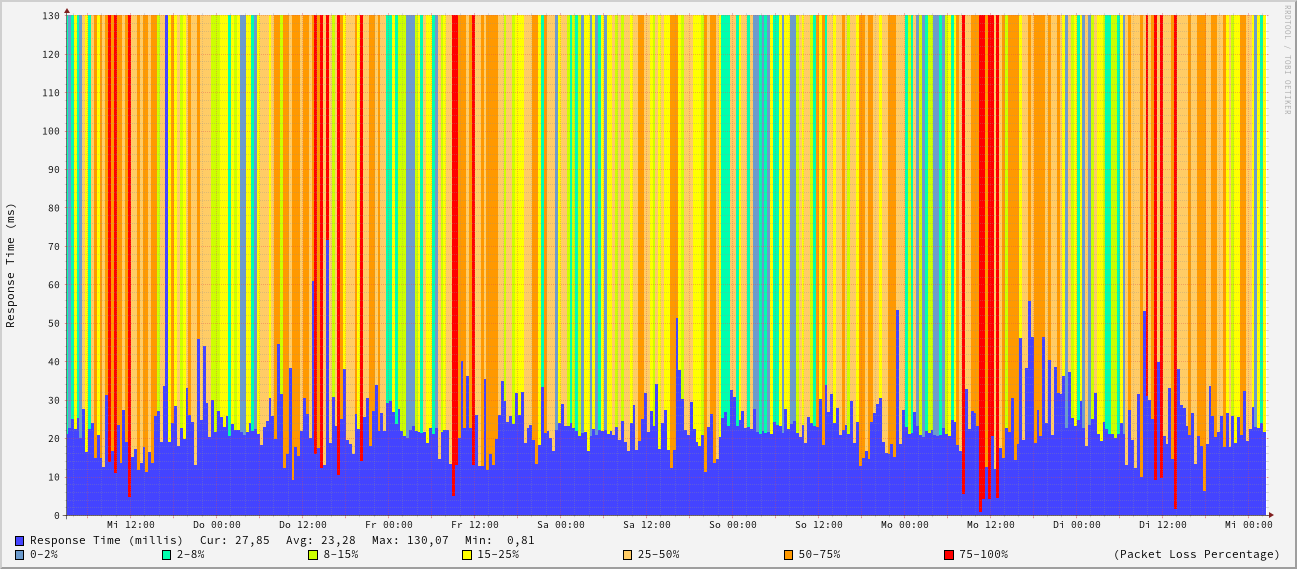 RRDTOOL / TOBI OETIKER
Response Time (ms)
130
120
110
100
90
80
70
60
50
40
30
20
10
0
Mi 12:00 Do 00:00 Do 12:00 Fr 00:00 Fr 12:00 Sa 00:00 Sa 12:00 So 00:00 So 12:00 Mo 00:00 Mo 12:00 Di 00:00 Di 12:00 Mi 00:00
Response Time (millis) Cur: 27,85 Avg: 23,28 Max: 130,07 Min: 0,81
0-2% 2-8% 8-15% 15-25% 25-50% 50-75% 75-100% (Packet Loss Percentage)